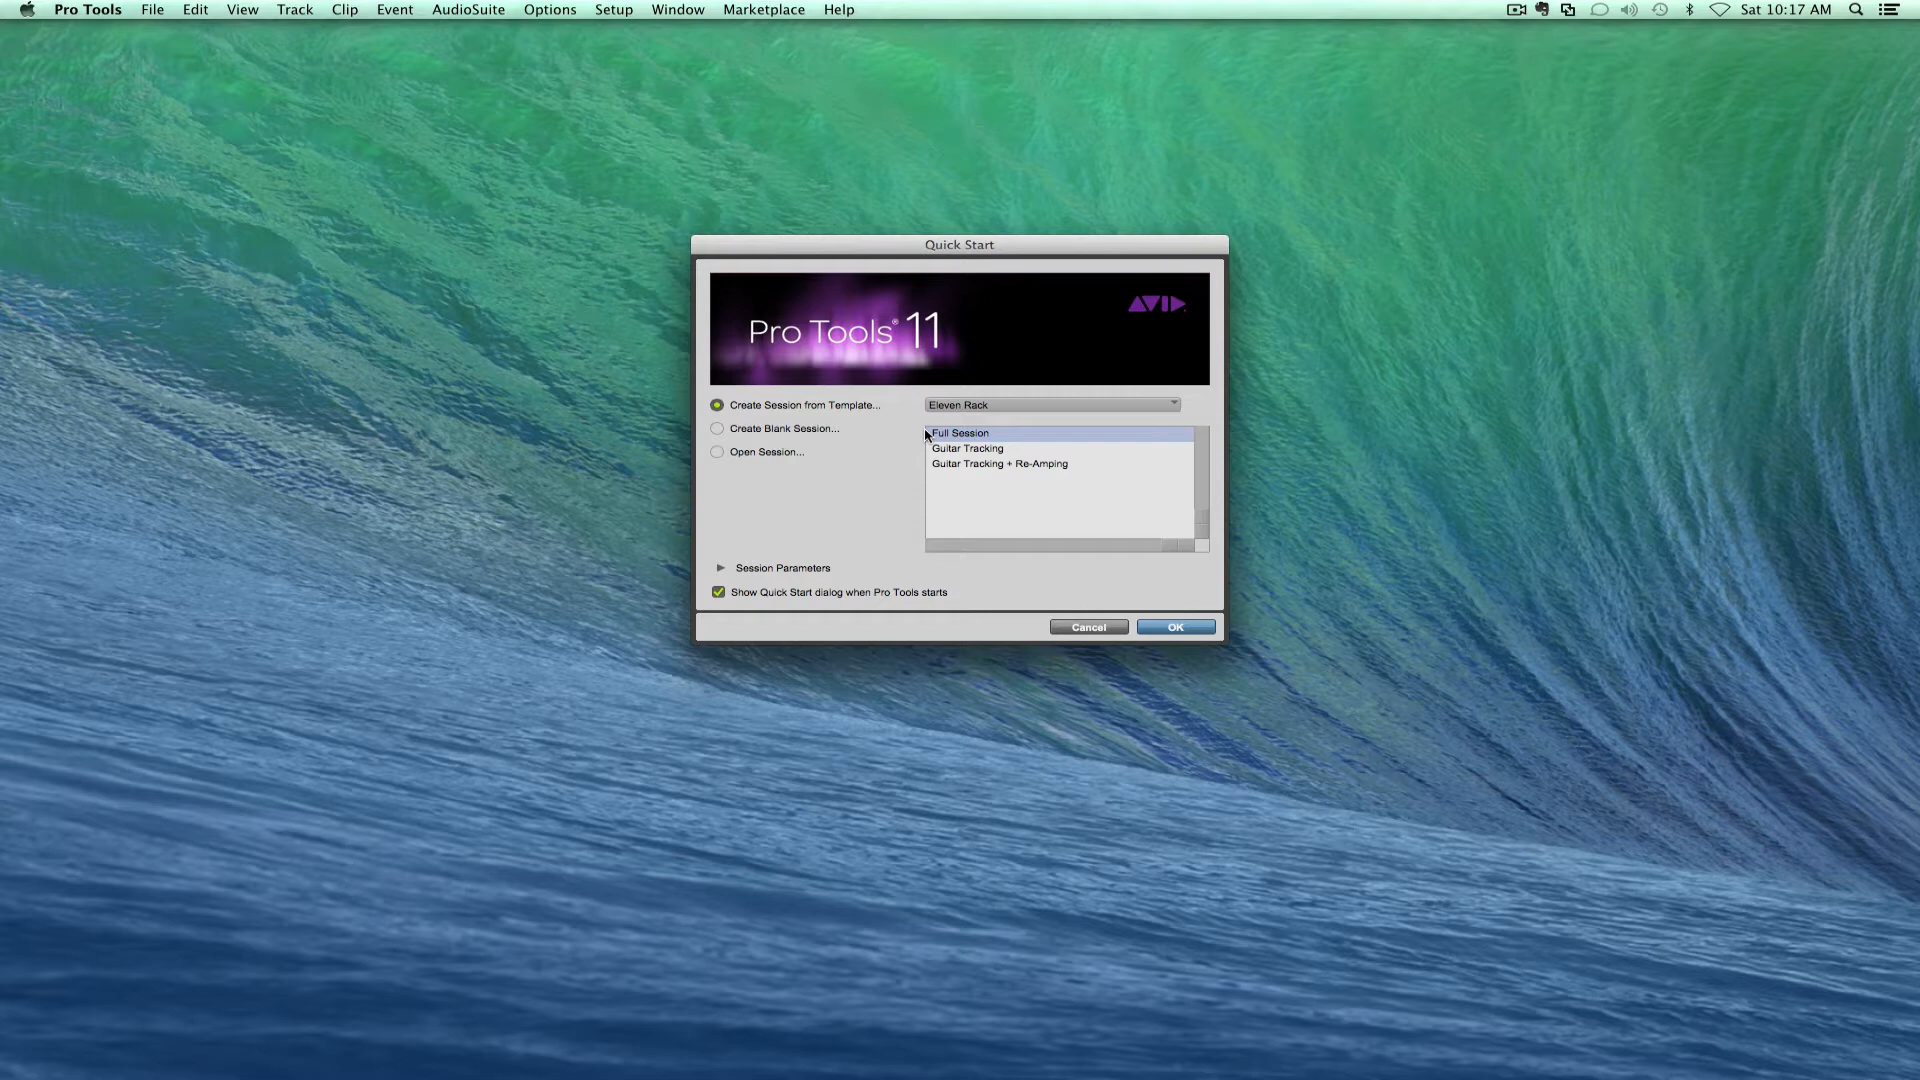 Pro Tools File Edit View Track Clip Event AudioSuite Options Setup Window Marketplace Help Sat 10:17 AM
Quick Start
AVID
Pro Tools® 11
Create Session from Template... Eleven Rack
Create Blank Session... Full Session
Guitar Tracking
Open Session... Guitar Tracking + Re-Amping
Session Parameters
Show Quick Start dialog when Pro Tools starts
Cancel OK